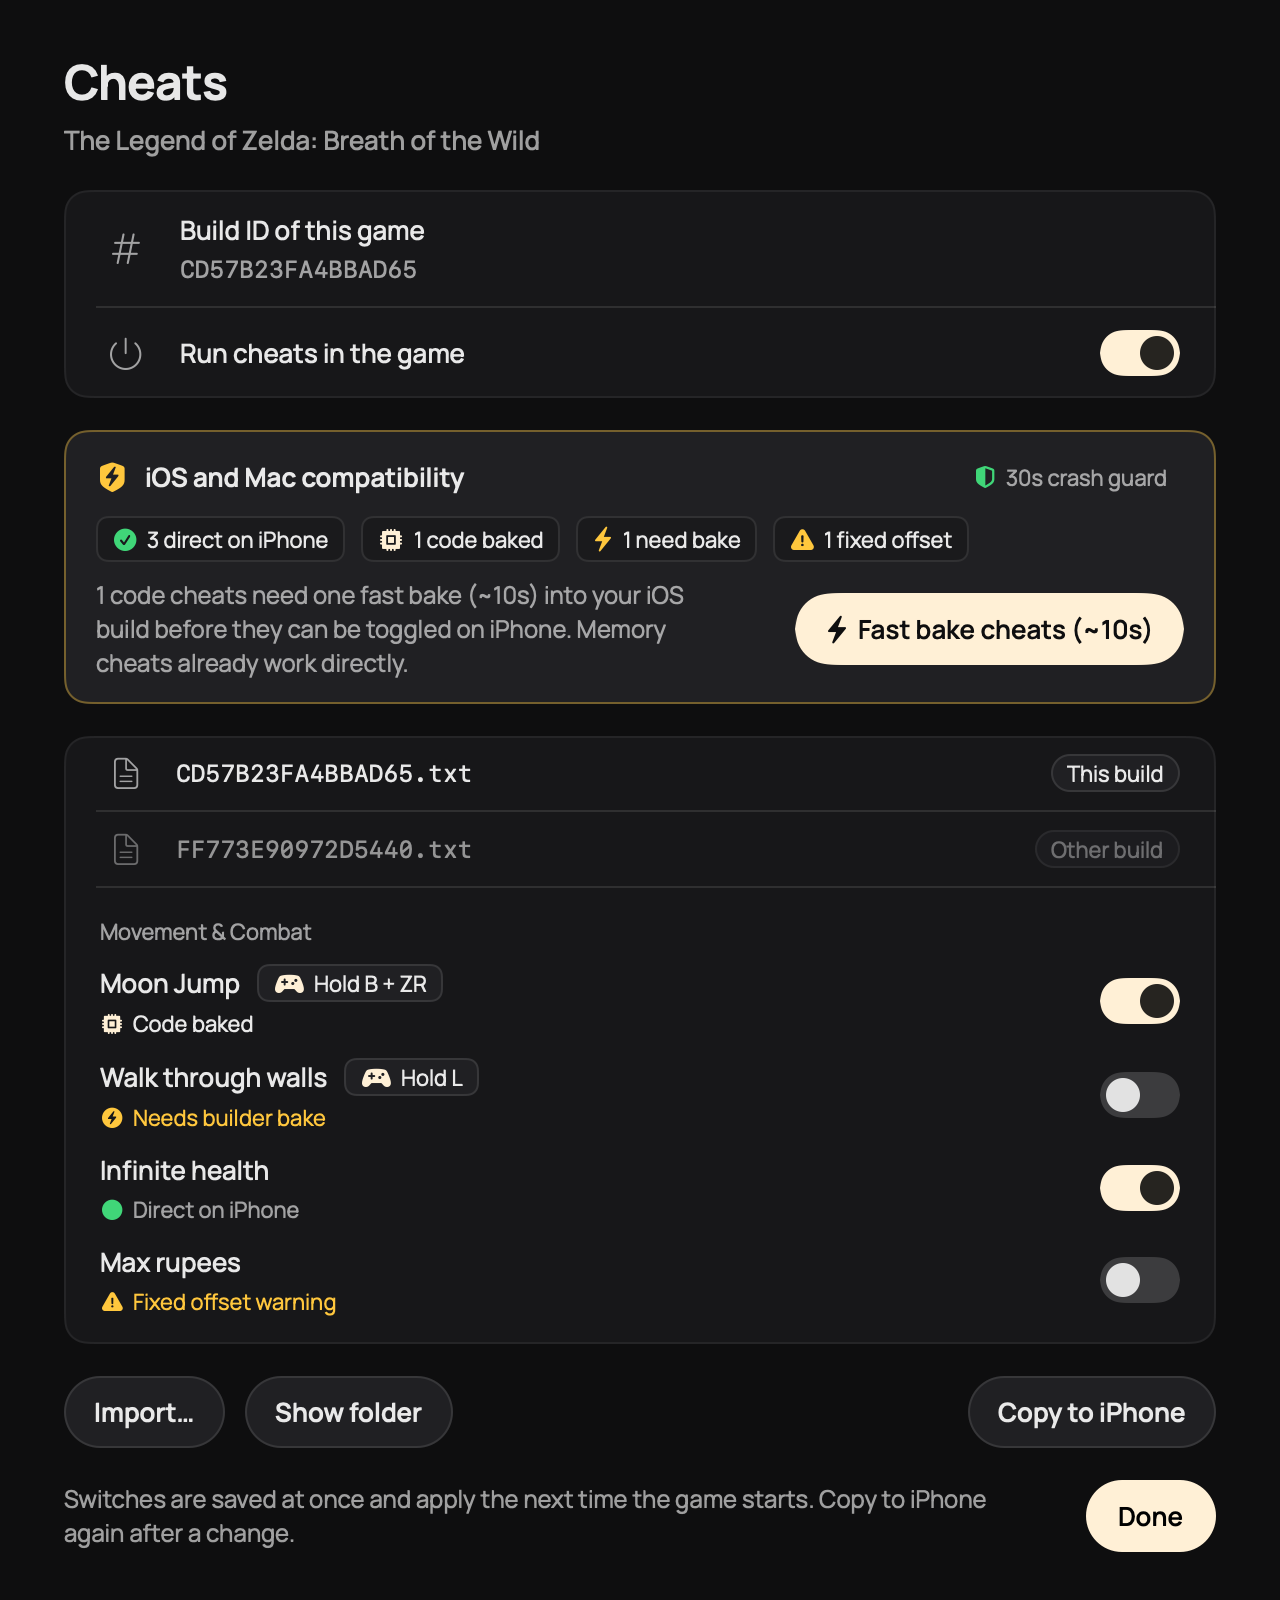 Cheats
The Legend of Zelda: Breath of the Wild
Build ID of this game
CD57B23FA4BBAD65
Run cheats in the game
iOS and Mac compatibility
30s crash guard
3 direct on iPhone
1 code baked
1 need bake
1 fixed offset
1 code cheats need one fast bake (~10s) into your iOS
build before they can be toggled on iPhone. Memory
cheats already work directly.
Fast bake cheats (~10s)
CD57B23FA4BBAD65.txt
This build
FF773E90972D5440.txt
Other build
Movement & Combat
Moon Jump
Hold B + ZR
Code baked
Walk through walls
Hold L
Needs builder bake
Infinite health
Direct on iPhone
Max rupees
Fixed offset warning
Import...
Show folder
Copy to iPhone
Switches are saved at once and apply the next time the game starts. Copy to iPhone
again after a change.
Done